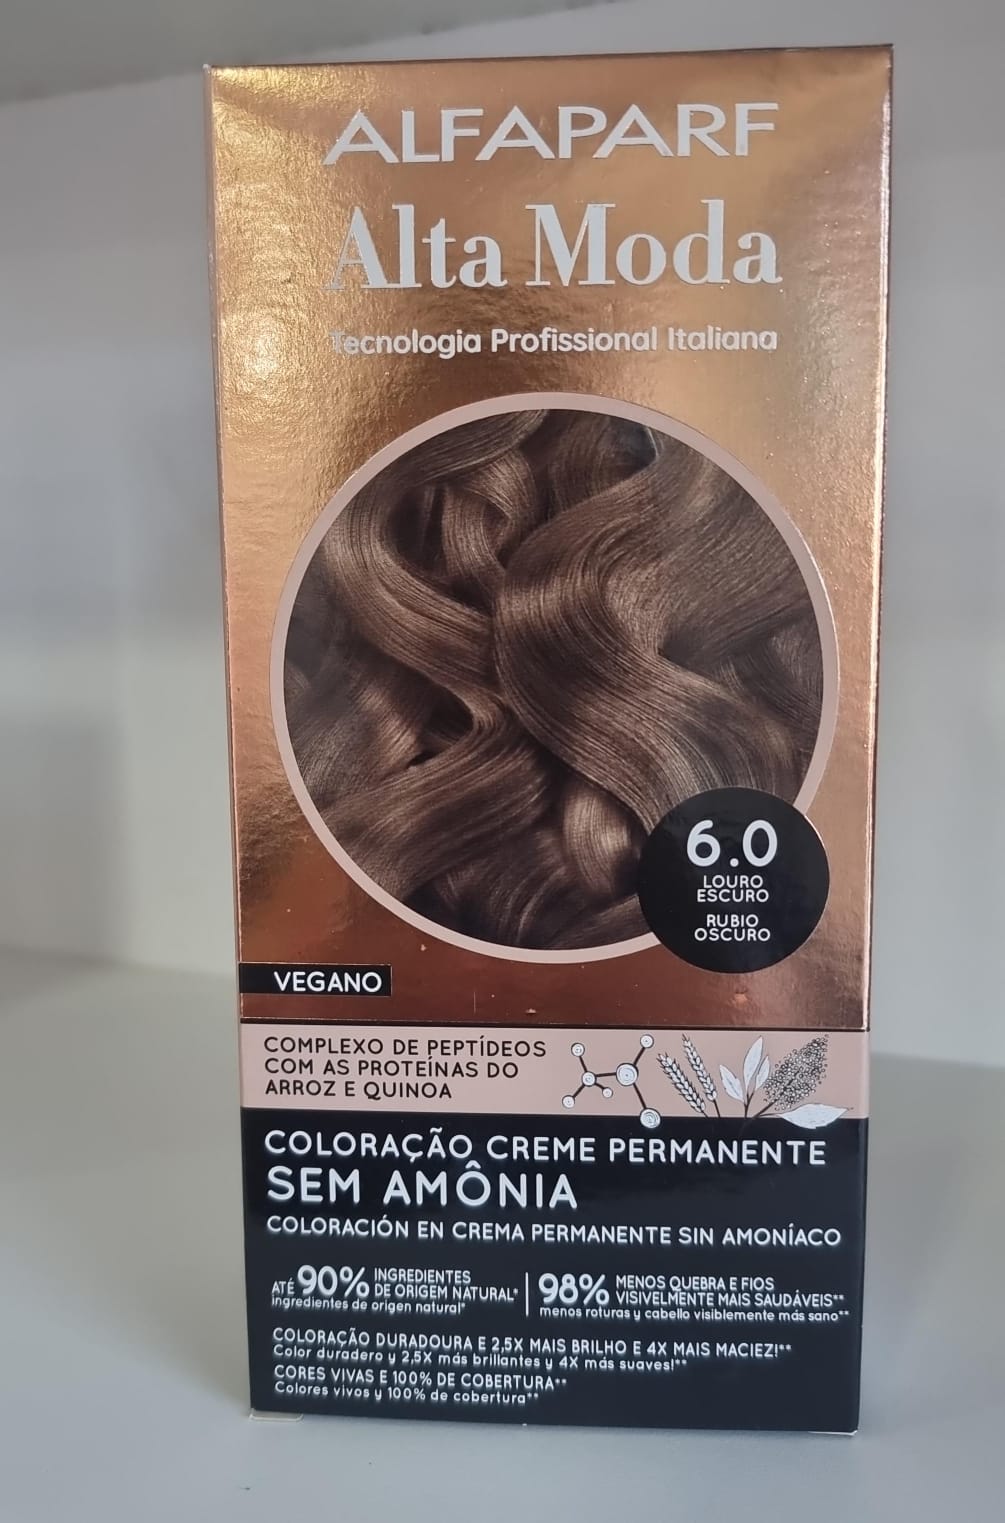 ALFAPARF
Alta Moda
Tecnologia Profissional Italiana
6.0
LOURO
ESCURO
RUBIO
OSCURO
VEGANO
COMPLEXO DE PEPTÍDEOS
COM AS PROTEÍNAS DO
ARROZ E QUINOA
COLORAÇÃO CREME PERMANENTE
SEM AMÔNIA
COLORACIÓN EN CREMA PERMANENTE SIN AMONÍACO
ATÉ 90% INGREDIENTES
DE ORIGEM NATURAL*
ingredientes de origen natural*
98% MENOS QUEBRA E FIOS
VISIVELMENTE MAIS SAUDÁVEIS**
menos roturas y cabello visiblemente más sano**
COLORAÇÃO DURADOURA E 2,5X MAIS BRILHO E 4X MAIS MACIEZ!**
Color duradero y 2,5X más brillantes y 4X más suaves!**
CORES VIVAS E 100% DE COBERTURA**
Colores vivos y 100% de cobertura**